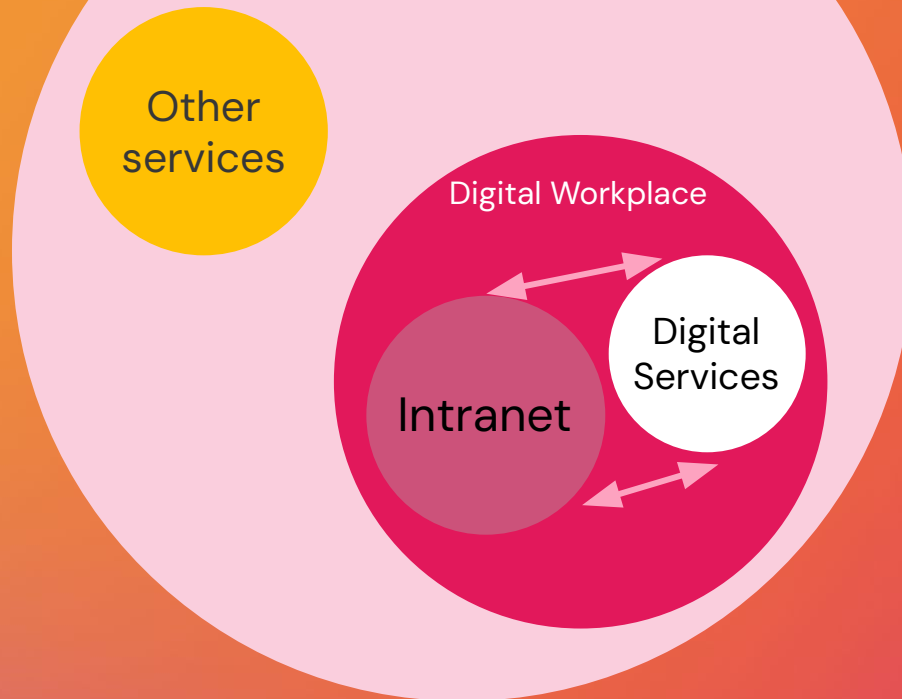 Other
services
Digital Workplace
Digital
Services
Intranet